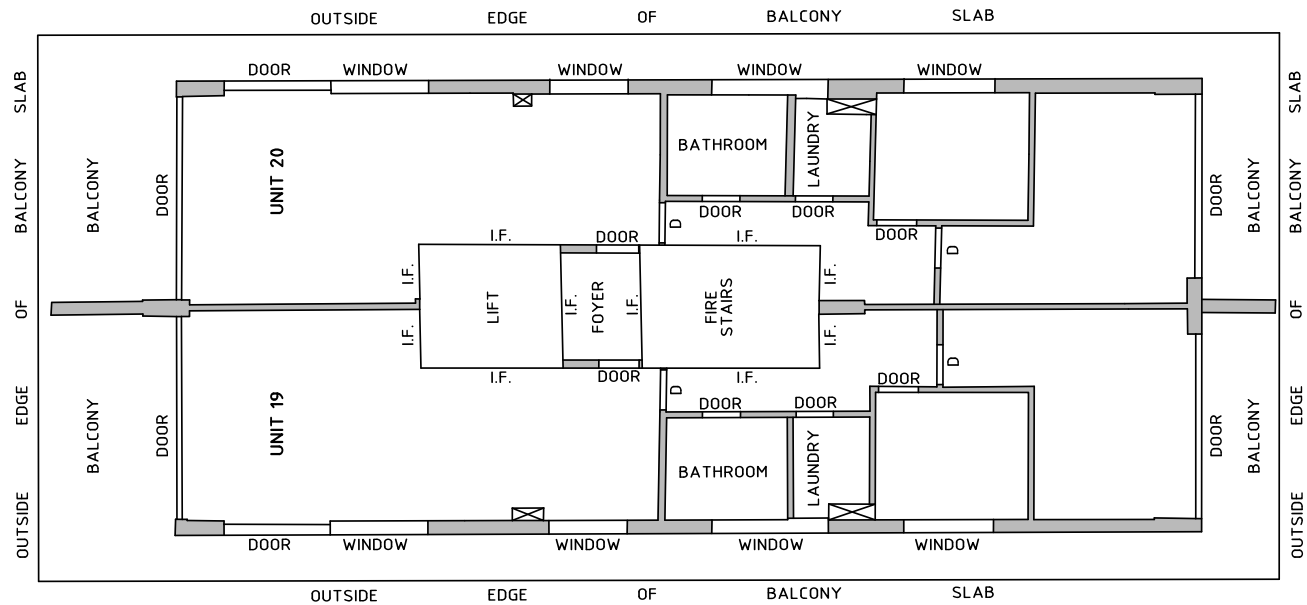 OUTSIDE EDGE OF BALCONY SLAB
DOOR WINDOW WINDOW WINDOW WINDOW
OUTSIDE EDGE OF BALCONY SLAB
BALCONY
DOOR
UNIT 20
BATHROOM
LAUNDRY
DOOR
BALCONY
OUTSIDE EDGE OF BALCONY SLAB
DOOR DOOR
D
DOOR
D
I.F. DOOR I.F.
I.F.
LIFT
I.F.
FOYER
I.F.
FIRE
STAIRS
I.F.
I.F.
I.F.
I.F. DOOR I.F.
D
DOOR
D
DOOR DOOR
BALCONY
DOOR
UNIT 19
BATHROOM
LAUNDRY
DOOR
BALCONY
DOOR WINDOW WINDOW WINDOW WINDOW
OUTSIDE EDGE OF BALCONY SLAB